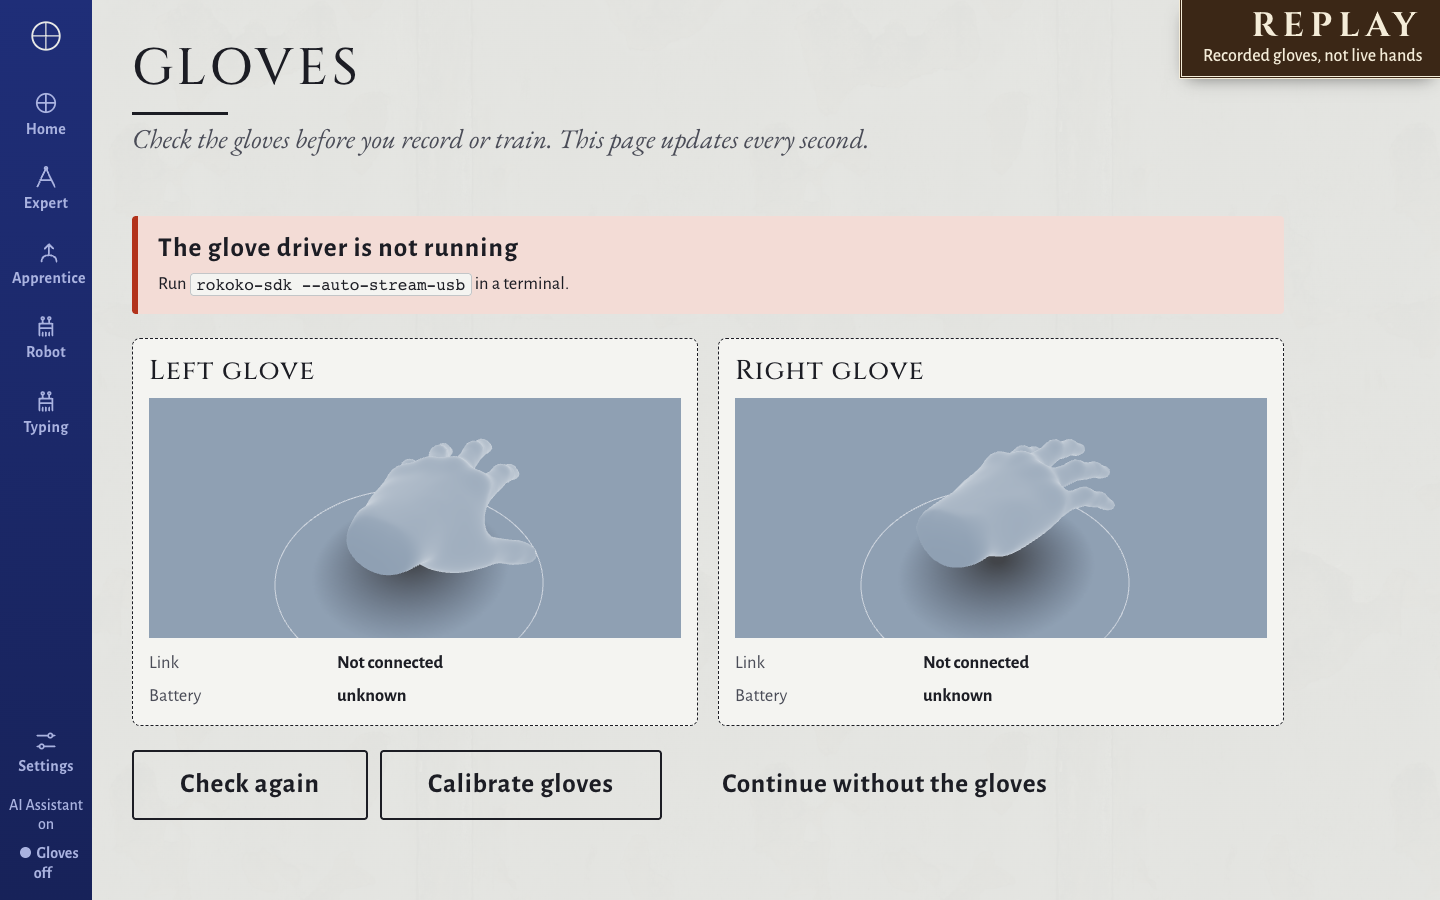 REPLAY
Recorded gloves, not live hands
GLOVES
Check the gloves before you record or train. This page updates every second.
Home
Expert
Apprentice
Robot
Typing
Settings
AI Assistant
on
Gloves
off
The glove driver is not running
Run rokoko-sdk --auto-stream-usb in a terminal.
Left glove
Link Not connected
Battery unknown
Right glove
Link Not connected
Battery unknown
Check again
Calibrate gloves
Continue without the gloves